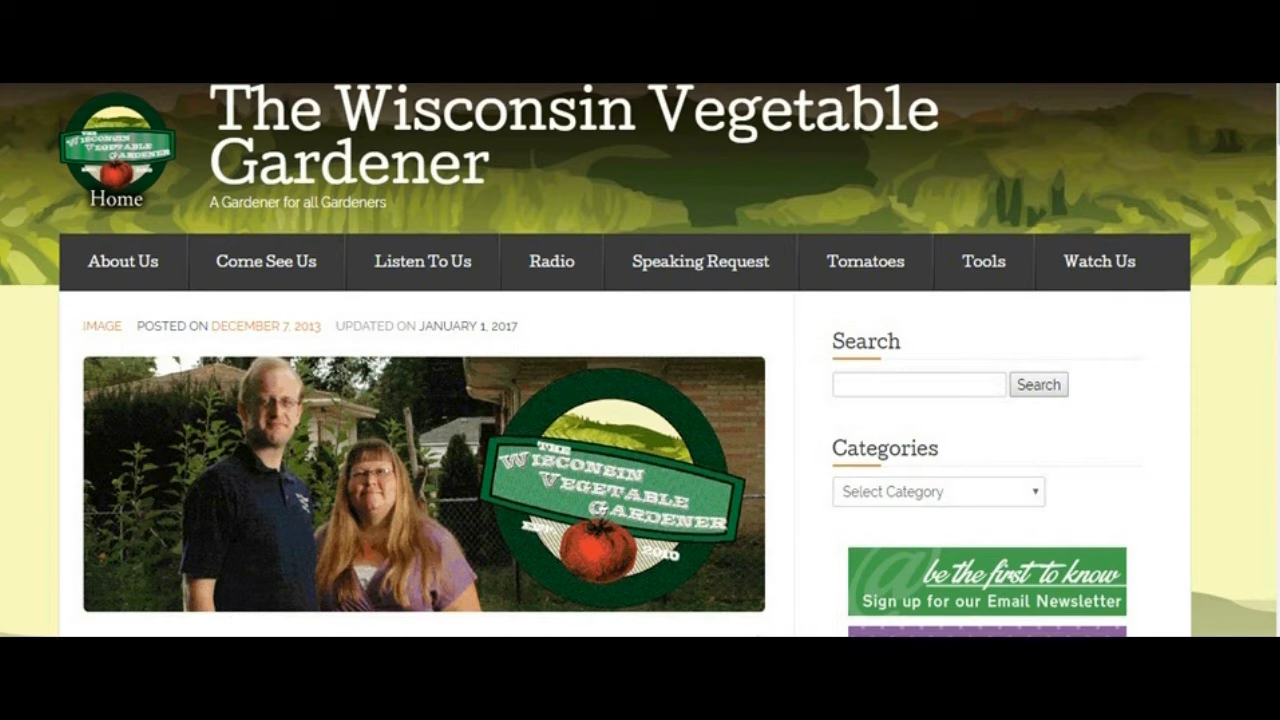 The Wisconsin Vegetable
Gardener
A Gardener for all Gardeners
THE
WISCONSIN
VEGETABLE
GARDENER
Home
About Us
Come See Us
Listen To Us
Radio
Speaking Request
Tomatoes
Tools
Watch Us
IMAGE POSTED ON DECEMBER 7, 2013 UPDATED ON JANUARY 1, 2017
THE
WISCONSIN
VEGETABLE
GARDENER
2010
Search
Search
Categories
Select Category
@
be the first to know
Sign up for our Email Newsletter